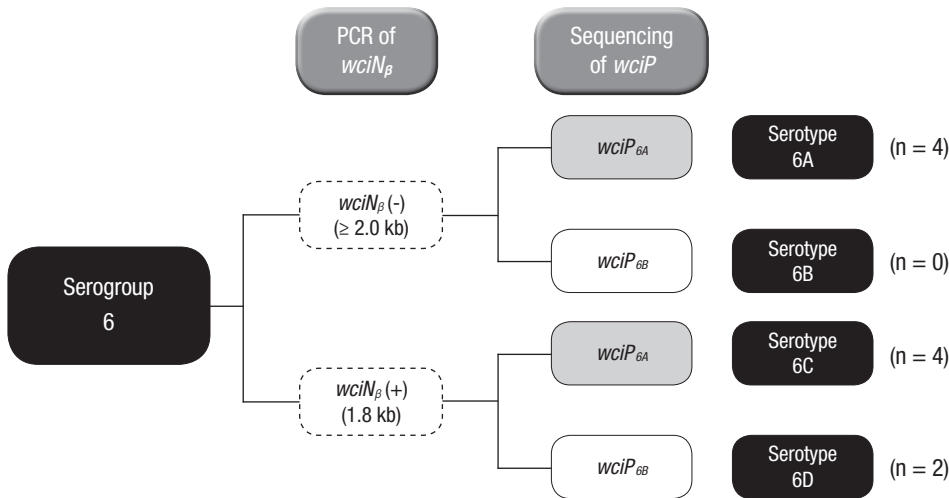 PCR of
wciNβ
Sequencing
of wciP
wciP6A
Serotype
6A
(n = 4)
wciNβ (-)
(≥ 2.0 kb)
wciP6B
Serotype
6B
(n = 0)
Serogroup
6
wciP6A
Serotype
6C
(n = 4)
wciNβ (+)
(1.8 kb)
wciP6B
Serotype
6D
(n = 2)